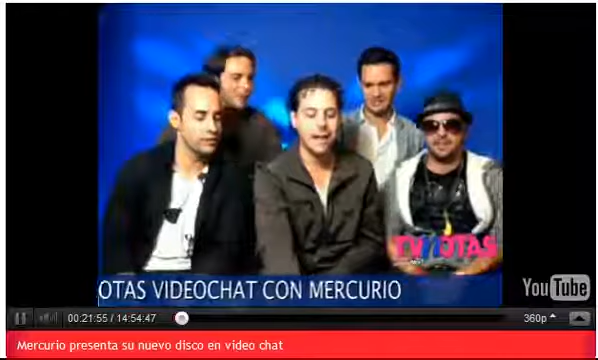 TVNOTAS
OTAS VIDEOCHAT CON MERCURIO
YouTube
00:21:55 / 14:54:47
360p
Mercurio presenta su nuevo disco en video chat